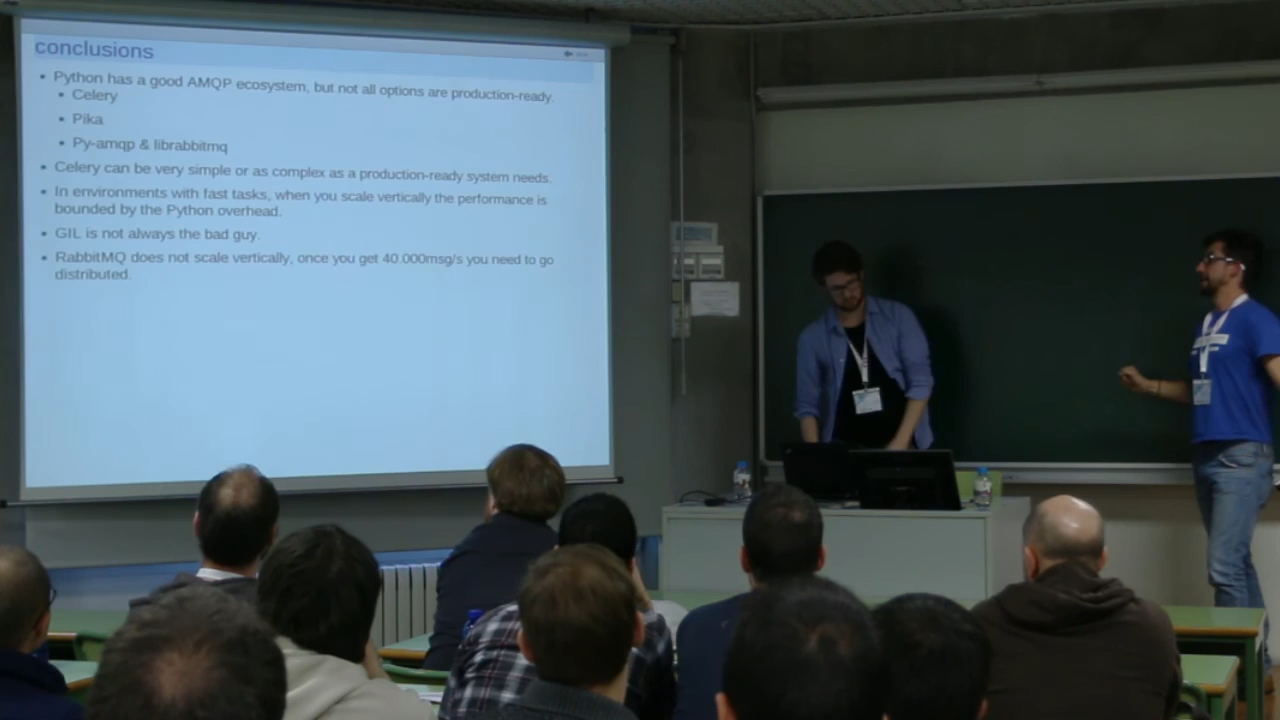 conclusions
• Python has a good AMQP ecosystem, but not all options are production-ready.
• Celery
• Pika
• Py-amqp & librabbitmq
• Celery can be very simple or as complex as a production-ready system needs.
• In environments with fast tasks, when you scale vertically the performance is
bounded by the Python overhead.
• GIL is not always the bad guy.
• RabbitMQ does not scale vertically, once you get 40.000msg/s you need to go
distributed.